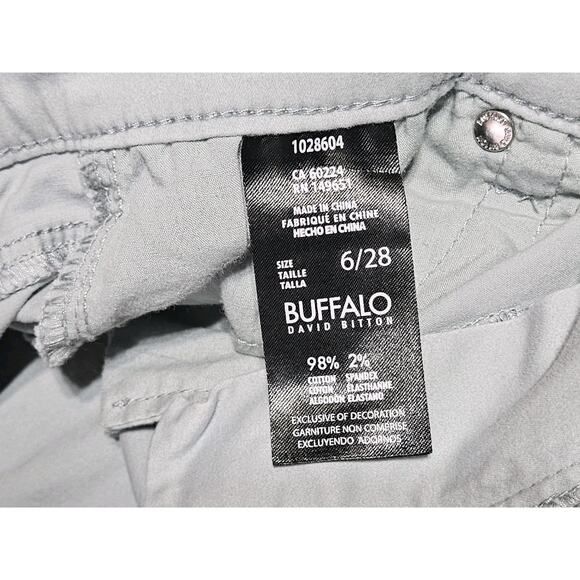 1028604
CA 60224
RN 149651
MADE IN CHINA
FABRIQUÉ EN CHINE
HECHO EN CHINA
SIZE
TAILLE 6/28
TALLA
BUFFALO
DAVID BITTON
98% 2%
COTTON SPANDEX
COTON ÉLASTHANNE
ALGODÓN ELASTANO
EXCLUSIVE OF DECORATION
GARNITURE NON COMPRISE
EXCLUYENDO ADORNOS